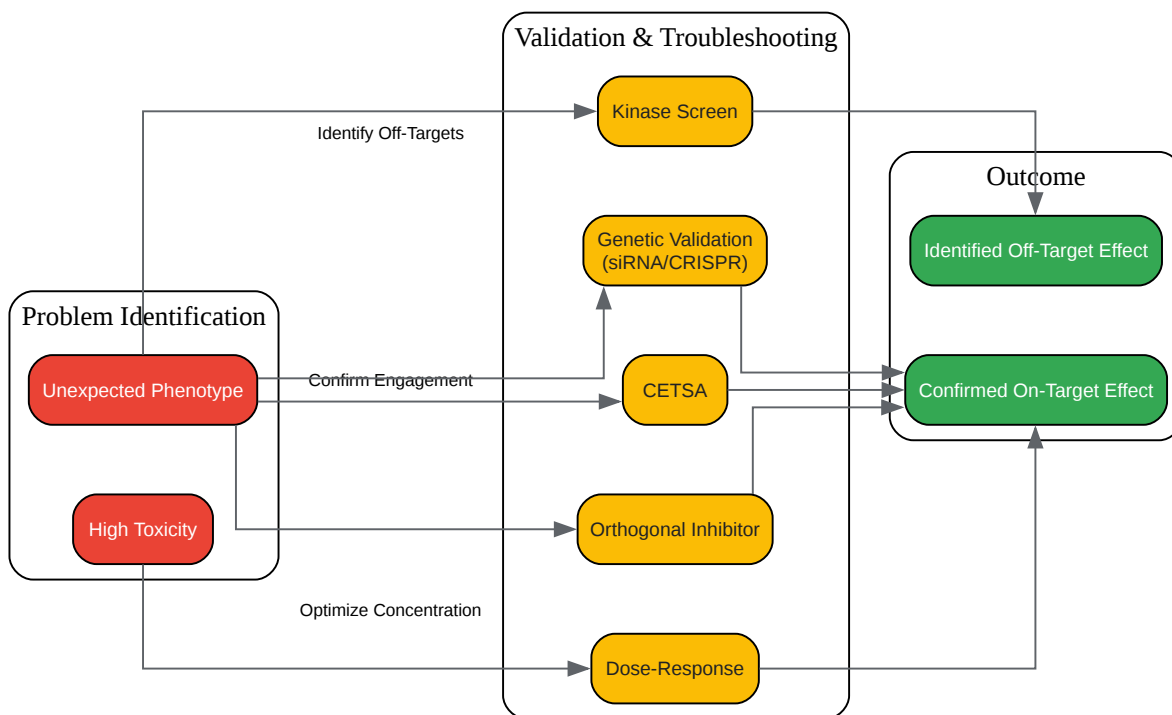 Validation & Troubleshooting
Kinase Screen
Identify Off-Targets
Outcome
Genetic Validation
(siRNA/CRISPR)
Identified Off-Target Effect
Problem Identification
Unexpected Phenotype
Confirm Engagement
CETSA
Confirmed On-Target Effect
High Toxicity
Orthogonal Inhibitor
Optimize Concentration
Dose-Response